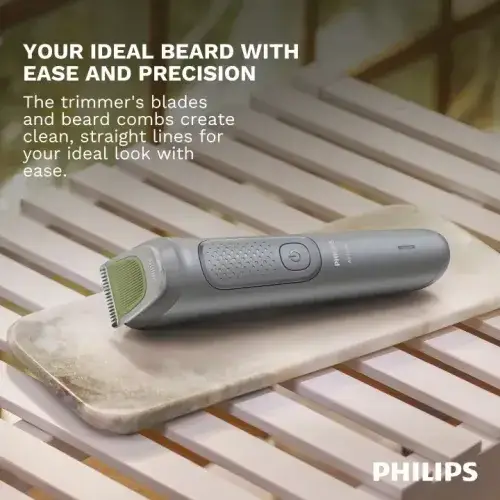 YOUR IDEAL BEARD WITH
EASE AND PRECISION
The trimmer's blades
and beard combs create
clean, straight lines for
your ideal look with
ease.
PHILIPS
PHILIPS